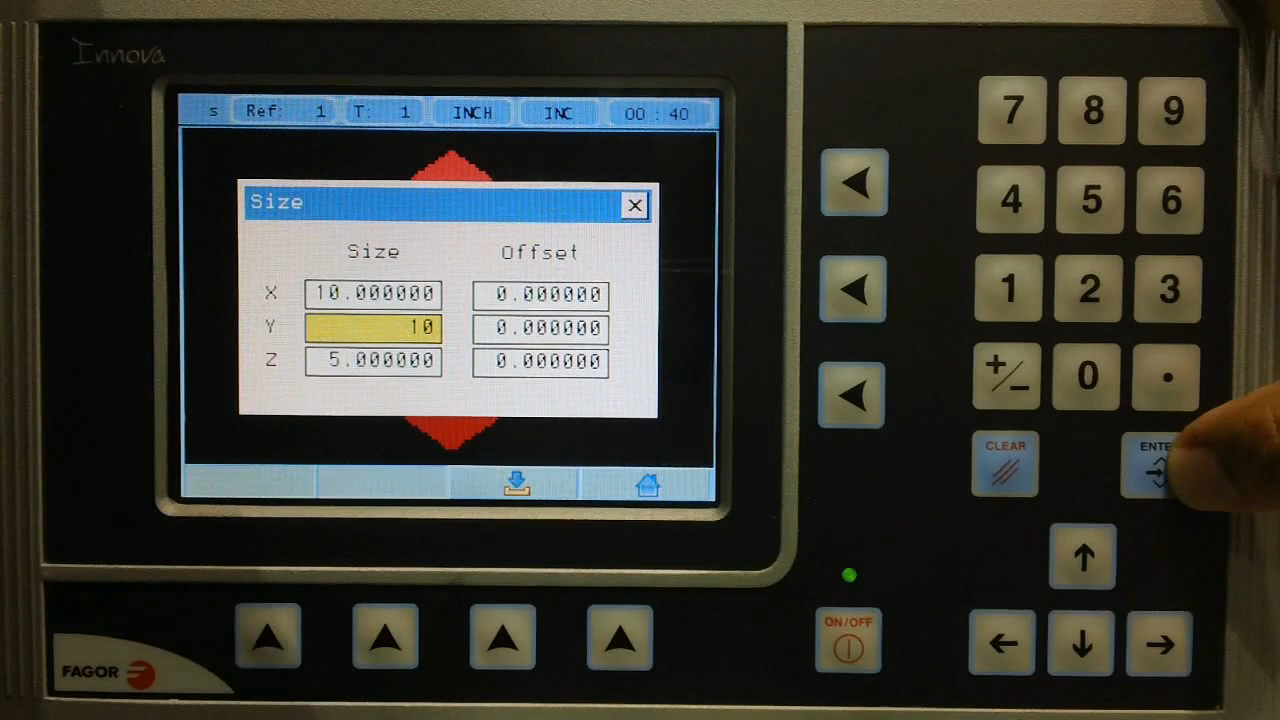 Innova
s Ref: 1 T: 1 INCH INC 00 : 40
Size
Size Offset
X 10.000000 0.000000
Y 10 0.000000
Z 5.000000 0.000000
7 8 9
4 5 6
1 2 3
+/- 0 .
CLEAR ENTE
ON/OFF
FAGOR